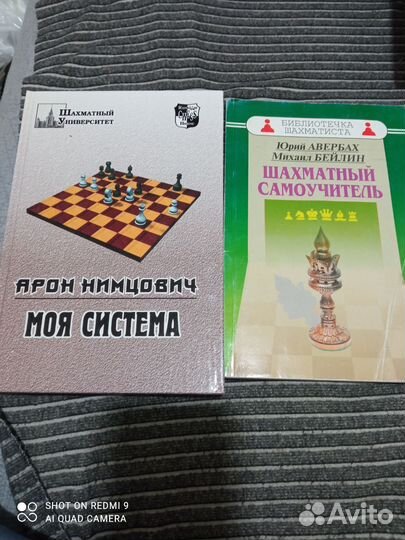 Шахматный
Университет
АРОН НИМЦОВИЧ
МОЯ СИСТЕМА
БИБЛИОТЕЧКА
ШАХМАТИСТА
Юрий АВЕРБАХ
Михаил БЕЙЛИН
ШАХМАТНЫЙ
САМОУЧИТЕЛЬ
SHOT ON REDMI 9
AI QUAD CAMERA
Avito